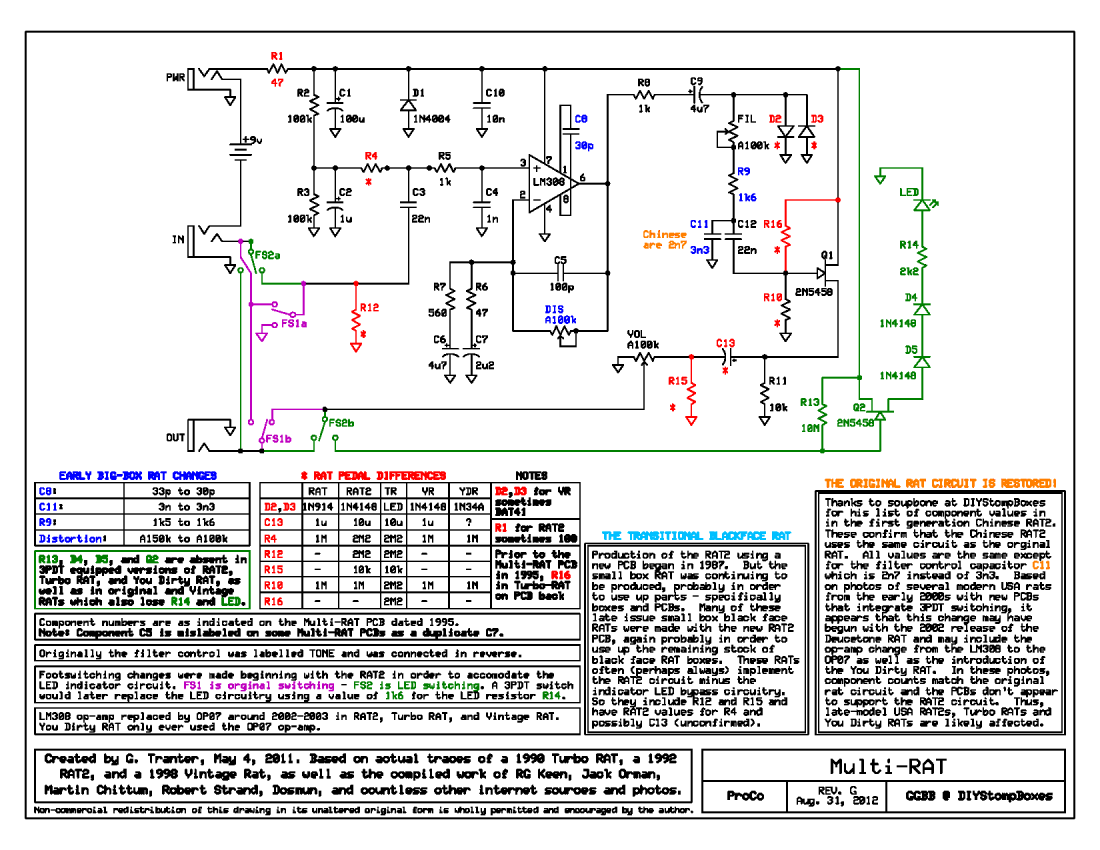 R1
47
PWR
R2
100k
C1
100u
D1
1N4004
C10
10n
C8
30p
R8
1k
C9
4u7
FIL
A100k
D2
D3
*
*
+9v
R4
*
R5
1k
3
+
7
1
LM308
6
2
-
4
8
R9
1k6
LED
R3
100k
C2
1u
C3
22n
C4
1n
Chinese
are 2n7
C11
3n3
C12
22n
R16
*
IN
FS2a
R14
2k2
C5
100p
Q1
2N5458
R7
560
R6
47
DIS
A100k
R10
*
D4
1N4148
FS1a
R12
*
C6
4u7
C7
2u2
VOL
A100k
C13
*
D5
1N4148
R15
*
R11
10k
R13
10M
Q2
2N5458
OUT
FS1b
FS2b
EARLY BIG-BOX RAT CHANGES
C8: 33p to 30p
C11: 3n to 3n3
R9: 1k5 to 1k6
Distortion: A150k to A100k
R13, D4, D5, and Q2 are absent in
3PDT equipped versions of RAT2,
Turbo RAT, and You Dirty RAT, as
well as in original and Vintage
RATs which also lose R14 and LED.
* RAT PEDAL DIFFERENCES
RAT RAT2 TR VR YDR
D2,D3 1N914 1N4148 LED 1N4148 1N34A
C13 1u 10u 10u 1u ?
R4 1M 2M2 2M2 1M 1M
R12 - 2M2 2M2 - -
R15 - 10k 10k - -
R10 1M 1M 2M2 1M 1M
R16 - - 2M2 - -
NOTES
D2,D3 for VR
sometimes
BAT41
R1 for RAT2
sometimes 100
Prior to the
Multi-RAT PCB
in 1995, R16
in Turbo-RAT
on PCB back
Component numbers are as indicated on the Multi-RAT PCB dated 1995.
Note: Component C5 is mislabeled on some Multi-RAT PCBs as a duplicate C7.
Originally the filter control was labelled TONE and was connected in reverse.
Footswitching changes were made beginning with the RAT2 in order to accomodate the
LED indicator circuit. FS1 is orginal switching - FS2 is LED switching. A 3PDT switch
would later replace the LED circuitry using a value of 1k6 for the LED resistor R14.
LM308 op-amp replaced by OP07 around 2002-2003 in RAT2, Turbo RAT, and Vintage RAT.
You Dirty RAT only ever used the OP07 op-amp.
THE TRANSITIONAL BLACKFACE RAT
Production of the RAT2 using a
new PCB began in 1987. But the
small box RAT was continuing to
be produced, probably in order
to use up parts - specifically
boxes and PCBs. Many of these
late issue small box black face
RATs were made with the new RAT2
PCB, again probably in order to
use up the remaining stock of
black face RAT boxes. These RATs
often (perhaps always) implement
the RAT2 circuit minus the
indicator LED bypass circuitry.
So they include R12 and R15 and
have RAT2 values for R4 and
possibly C13 (unconfirmed).
THE ORIGINAL RAT CIRCUIT IS RESTORED!
Thanks to soupbone at DIYStompBoxes
for his list of component values in
in the first generation Chinese RAT2.
These confirm that the Chinese RAT2
uses the same circuit as the orginal
RAT. All values are the same except
for the filter control capacitor C11
which is 2n7 instead of 3n3. Based
on photos of several modern USA rats
from the early 2000s with new PCBs
that integrate 3PDT switching, it
appears that this change may have
begun with the 2002 release of the
Deucetone RAT and may include the
op-amp change from the LM308 to the
OP07 as well as the introduction of
the You Dirty RAT. In these photos,
component counts match the original
rat circuit and the PCBs don't appear
to support the RAT2 circuit. Thus,
late-model USA RAT2s, Turbo RATs and
You Dirty RATs are likely affected.
Created by G. Tranter, May 4, 2011. Based on actual traces of a 1990 Turbo RAT, a 1992
RAT2, and a 1998 Vintage Rat, as well as the compiled work of RG Keen, Jack Orman,
Martin Chittum, Robert Strand, Dosmun, and countless other internet sources and photos.
Non-commercial redistribution of this drawing in its unaltered original form is wholly permitted and encouraged by the author.
Multi-RAT
ProCo
REV. G
Aug. 31, 2012
GGBB @ DIYStompBoxes